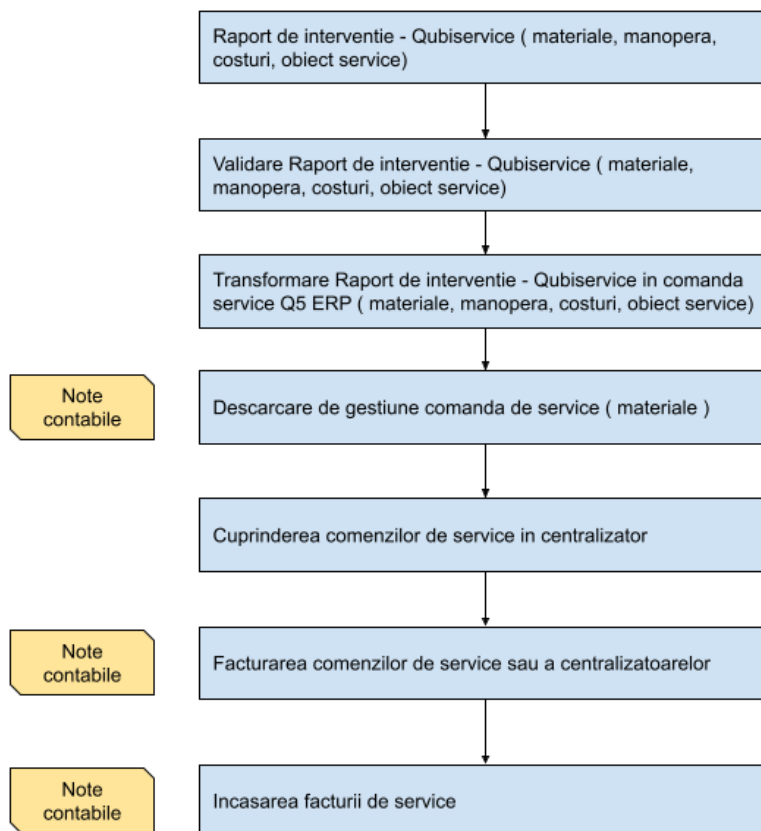 Raport de interventie - Qubiservice ( materiale, manopera,
costuri, obiect service)
Validare Raport de interventie - Qubiservice ( materiale,
manopera, costuri, obiect service)
Transformare Raport de interventie - Qubiservice in comanda
service Q5 ERP ( materiale, manopera, costuri, obiect service)
Note
contabile
Descarcare de gestiune comanda de service ( materiale )
Cuprinderea comenzilor de service in centralizator
Note
contabile
Facturarea comenzilor de service sau a centralizatoarelor
Note
contabile
Incasarea facturii de service